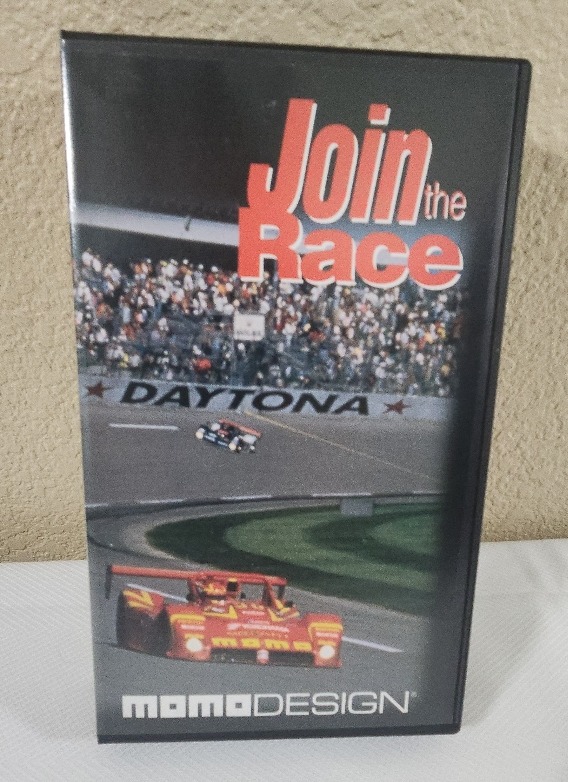 Join the
Race
DAYTONA
momo
momoDESIGN®